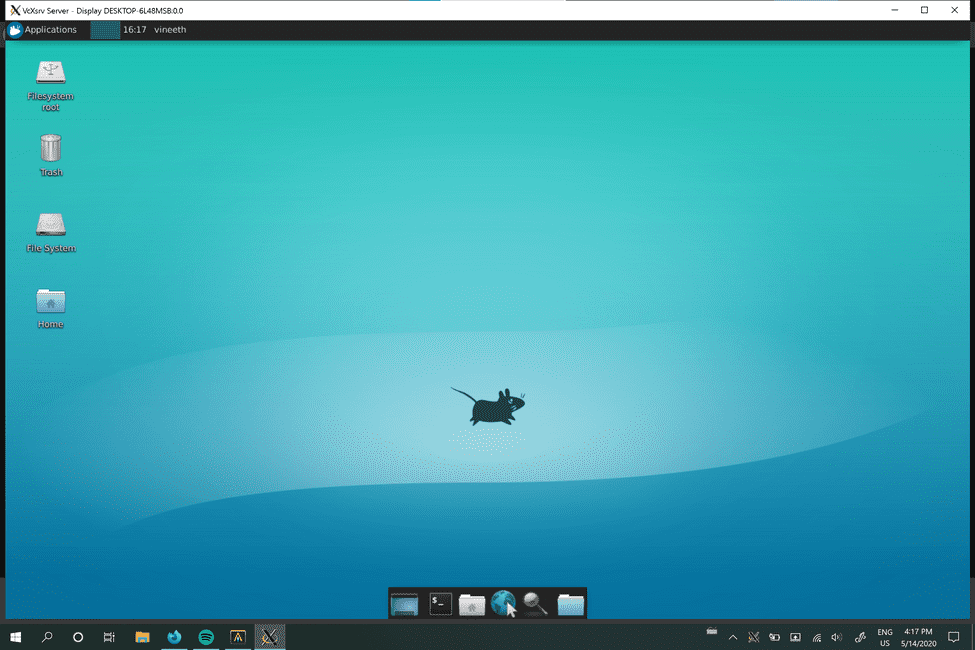 VcXsrv Server - Display DESKTOP-6L48MSB:0.0
Applications 16:17 vineeth
Filesystem
root
Trash
File System
Home
$_
ENG 4:17 PM
US 5/14/2020